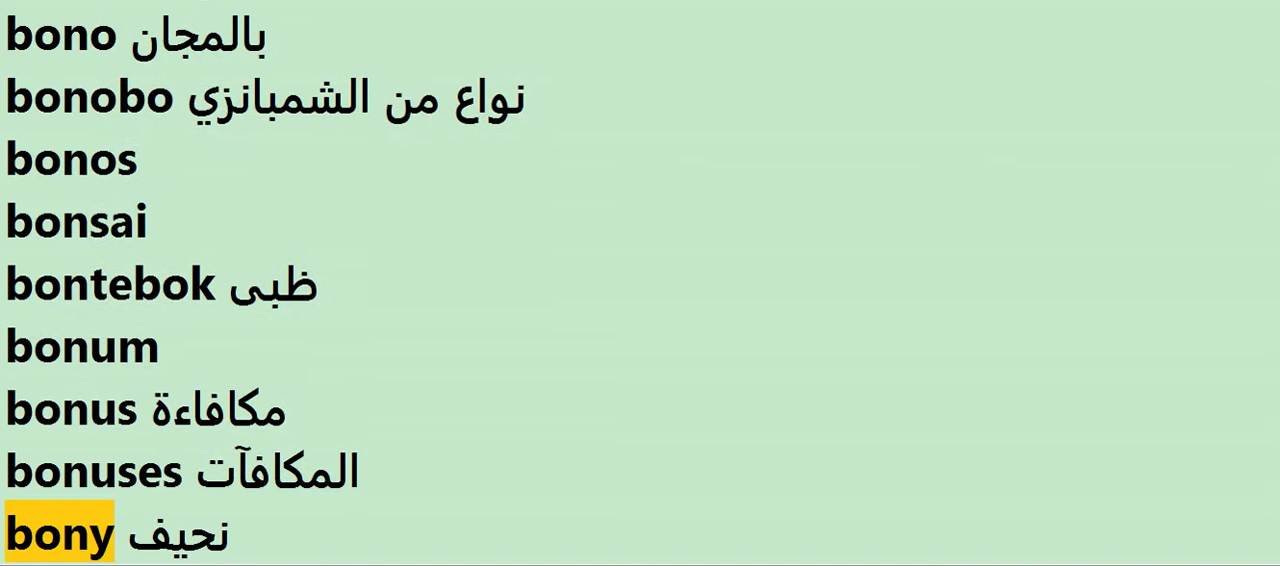 bono بالمجان
bonobo نواع من الشمبانزي
bonos
bonsai
bontebok ظبى
bonum
bonus مكافاءة
bonuses المكافآت
bony نحيف